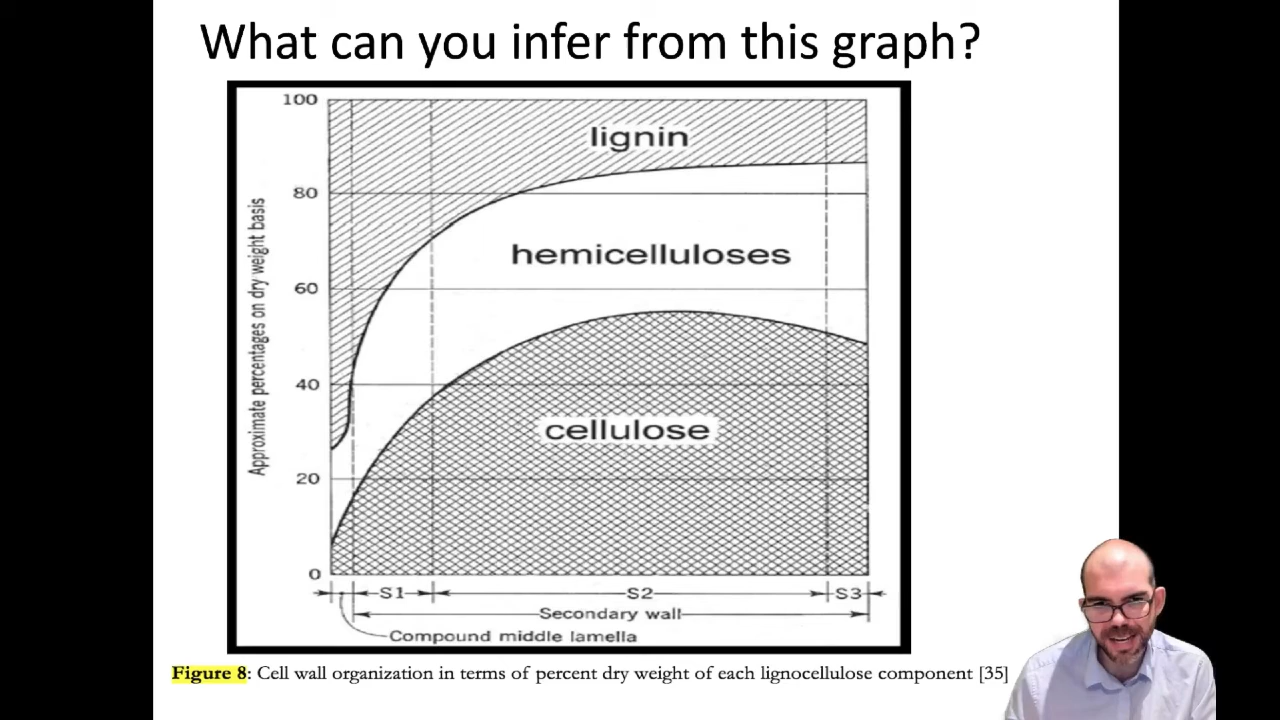 What can you infer from this graph?
100
lignin
80
hemicelluloses
60
Approximate percentages on dry weight basis
40
cellulose
20
0
S1 S2 S3
Secondary wall
Compound middle lamella
Figure 8: Cell wall organization in terms of percent dry weight of each lignocellulose component [35]